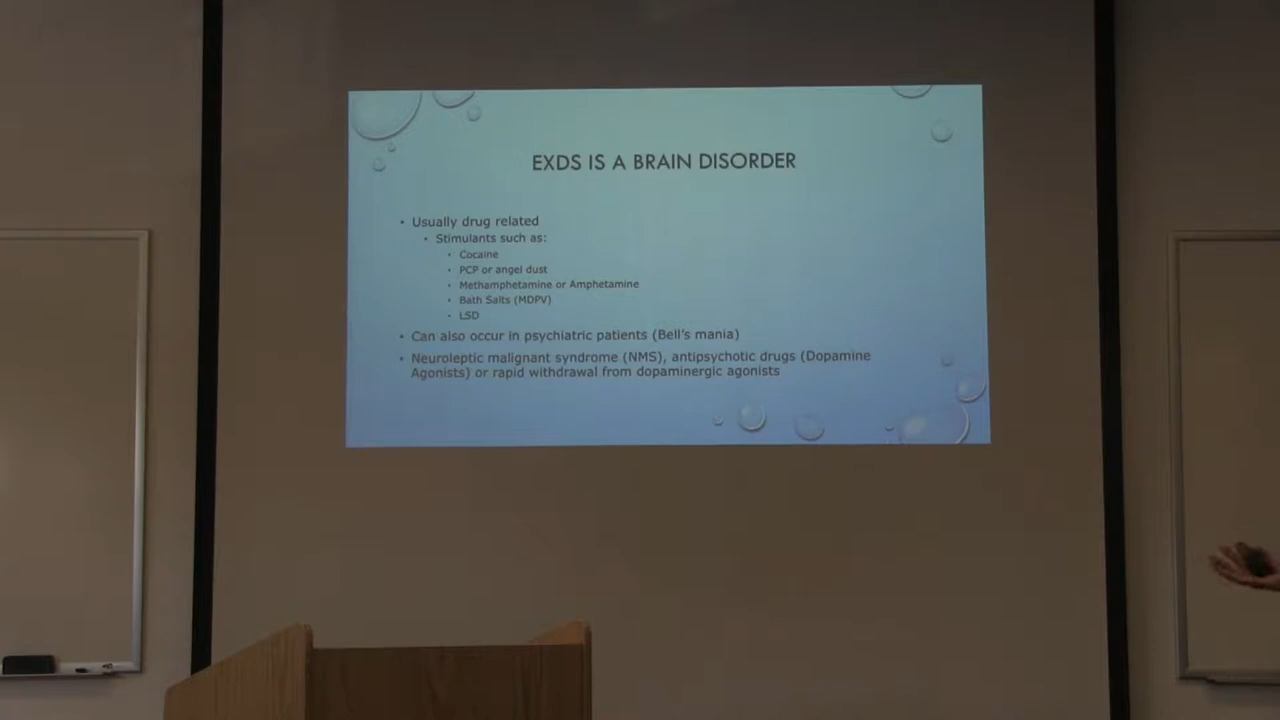 EXDS IS A BRAIN DISORDER
• Usually drug related
• Stimulants such as:
• Cocaine
• PCP or angel dust
• Methamphetamine or Amphetamine
• Bath Salts (MDPV)
• LSD
• Can also occur in psychiatric patients (Bell's mania)
• Neuroleptic malignant syndrome (NMS), antipsychotic drugs (Dopamine
Agonists) or rapid withdrawal from dopaminergic agonists